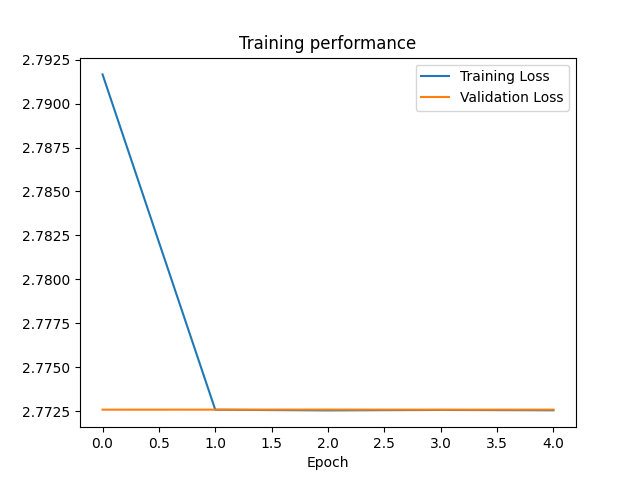 Training performance
2.7925
2.7900
2.7875
2.7850
2.7825
2.7800
2.7775
2.7750
2.7725
Training Loss
Validation Loss
0.0 0.5 1.0 1.5 2.0 2.5 3.0 3.5 4.0
Epoch